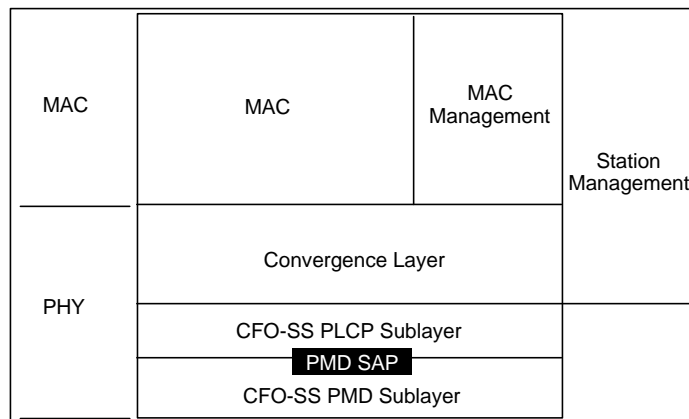 MAC
MAC
MAC
Management
Station
Management
PHY
Convergence Layer
CFO-SS PLCP Sublayer
PMD SAP
CFO-SS PMD Sublayer